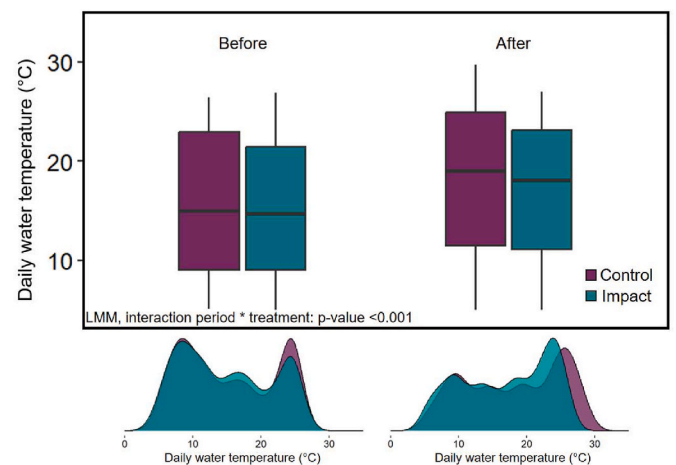 Before After
30
20
10
Daily water temperature (°C)
Control
Impact
LMM, interaction period * treatment: p-value <0.001
0 10 20 30
Daily water temperature (°C)
0 10 20 30
Daily water temperature (°C)